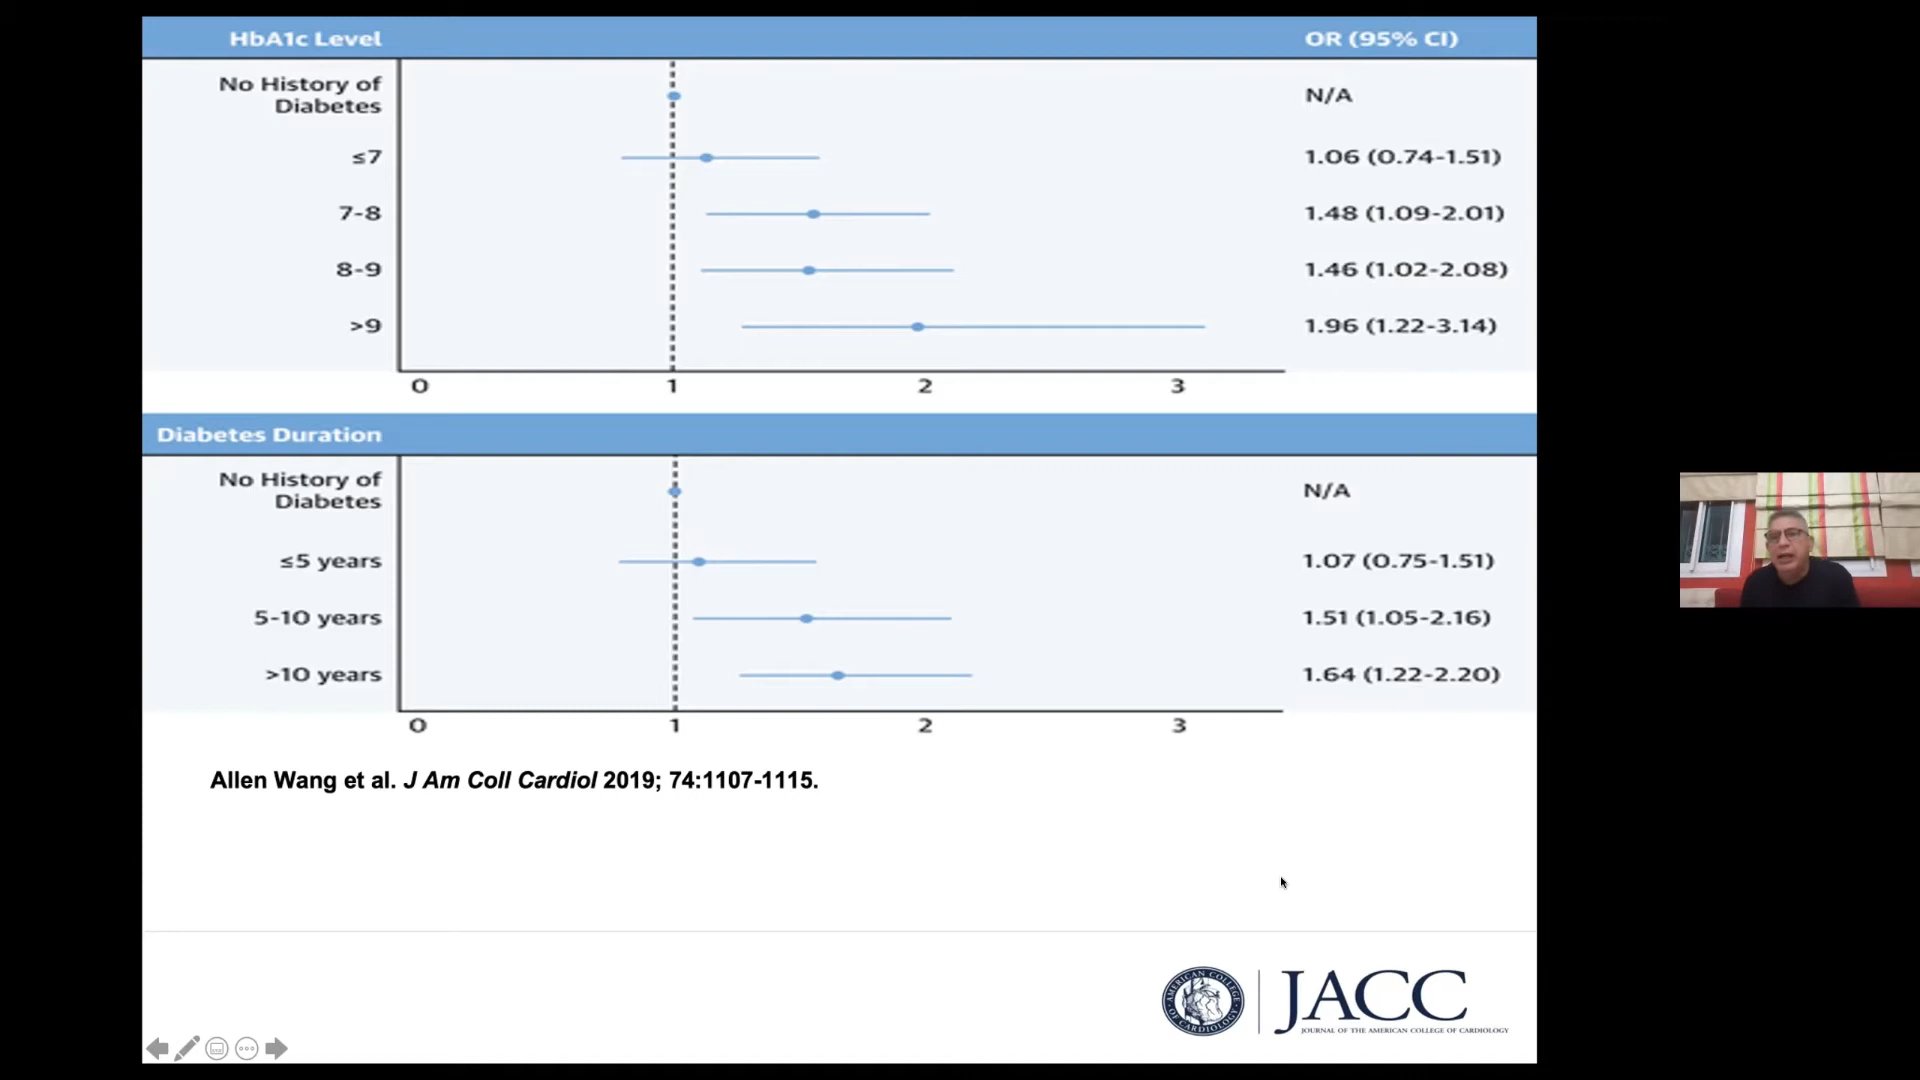 HbA1c Level OR (95% CI)
No History of
Diabetes N/A
≤7 1.06 (0.74-1.51)
7-8 1.48 (1.09-2.01)
8-9 1.46 (1.02-2.08)
>9 1.96 (1.22-3.14)
0 1 2 3
Diabetes Duration
No History of
Diabetes N/A
≤5 years 1.07 (0.75-1.51)
5-10 years 1.51 (1.05-2.16)
>10 years 1.64 (1.22-2.20)
0 1 2 3
Allen Wang et al. J Am Coll Cardiol 2019; 74:1107-1115.
AMERICAN COLLEGE OF CARDIOLOGY
JACC
JOURNAL OF THE AMERICAN COLLEGE OF CARDIOLOGY